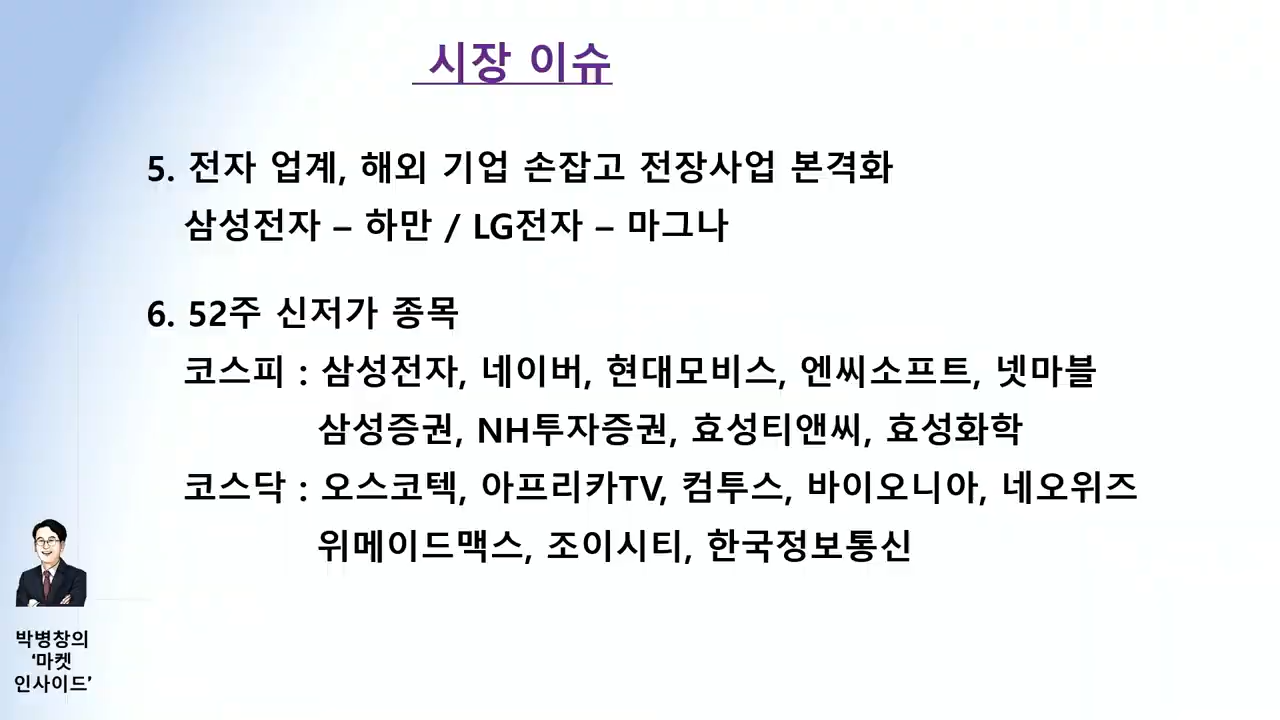 시장 이슈
5. 전자 업계, 해외 기업 손잡고 전장사업 본격화
삼성전자 – 하만 / LG전자 – 마그나
6. 52주 신저가 종목
코스피 : 삼성전자, 네이버, 현대모비스, 엔씨소프트, 넷마블
삼성증권, NH투자증권, 효성티앤씨, 효성화학
코스닥 : 오스코텍, 아프리카TV, 컴투스, 바이오니아, 네오위즈
위메이드맥스, 조이시티, 한국정보통신
박병창의
‘마켓
인사이드’